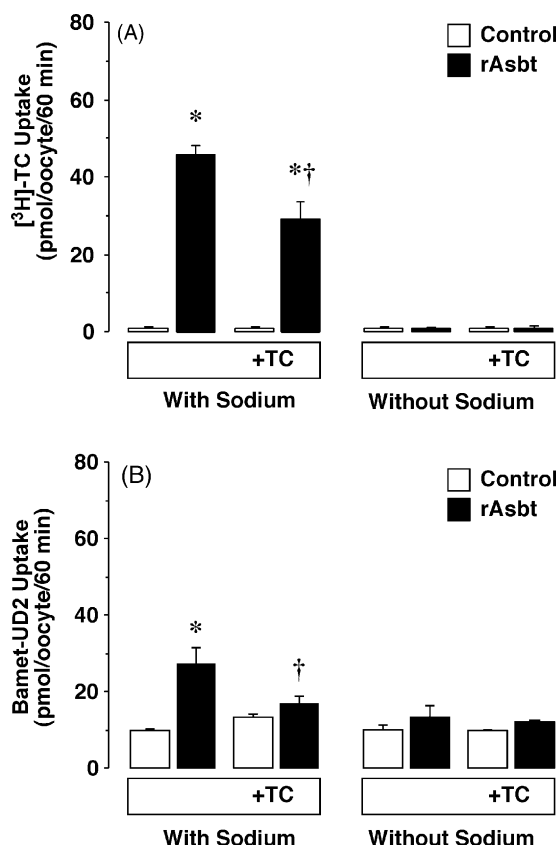 (A)
Control
rAsbt
[³H]-TC Uptake
(pmol/oocyte/60 min)
80
60
40
20
0
*
*†
+TC
+TC
With Sodium
Without Sodium
(B)
Control
rAsbt
Bamet-UD2 Uptake
(pmol/oocyte/60 min)
80
60
40
20
0
*
†
+TC
+TC
With Sodium
Without Sodium